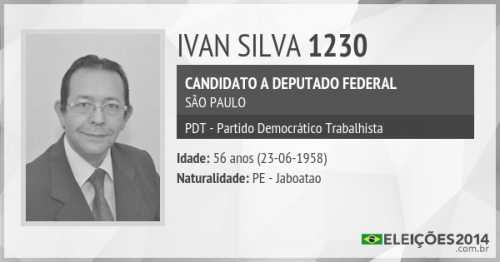 IVAN SILVA 1230
CANDIDATO A DEPUTADO FEDERAL
SÃO PAULO
PDT - Partido Democrático Trabalhista
Idade: 56 anos (23-06-1958)
Naturalidade: PE - Jaboatao
ELEIÇÕES2014
.com.br